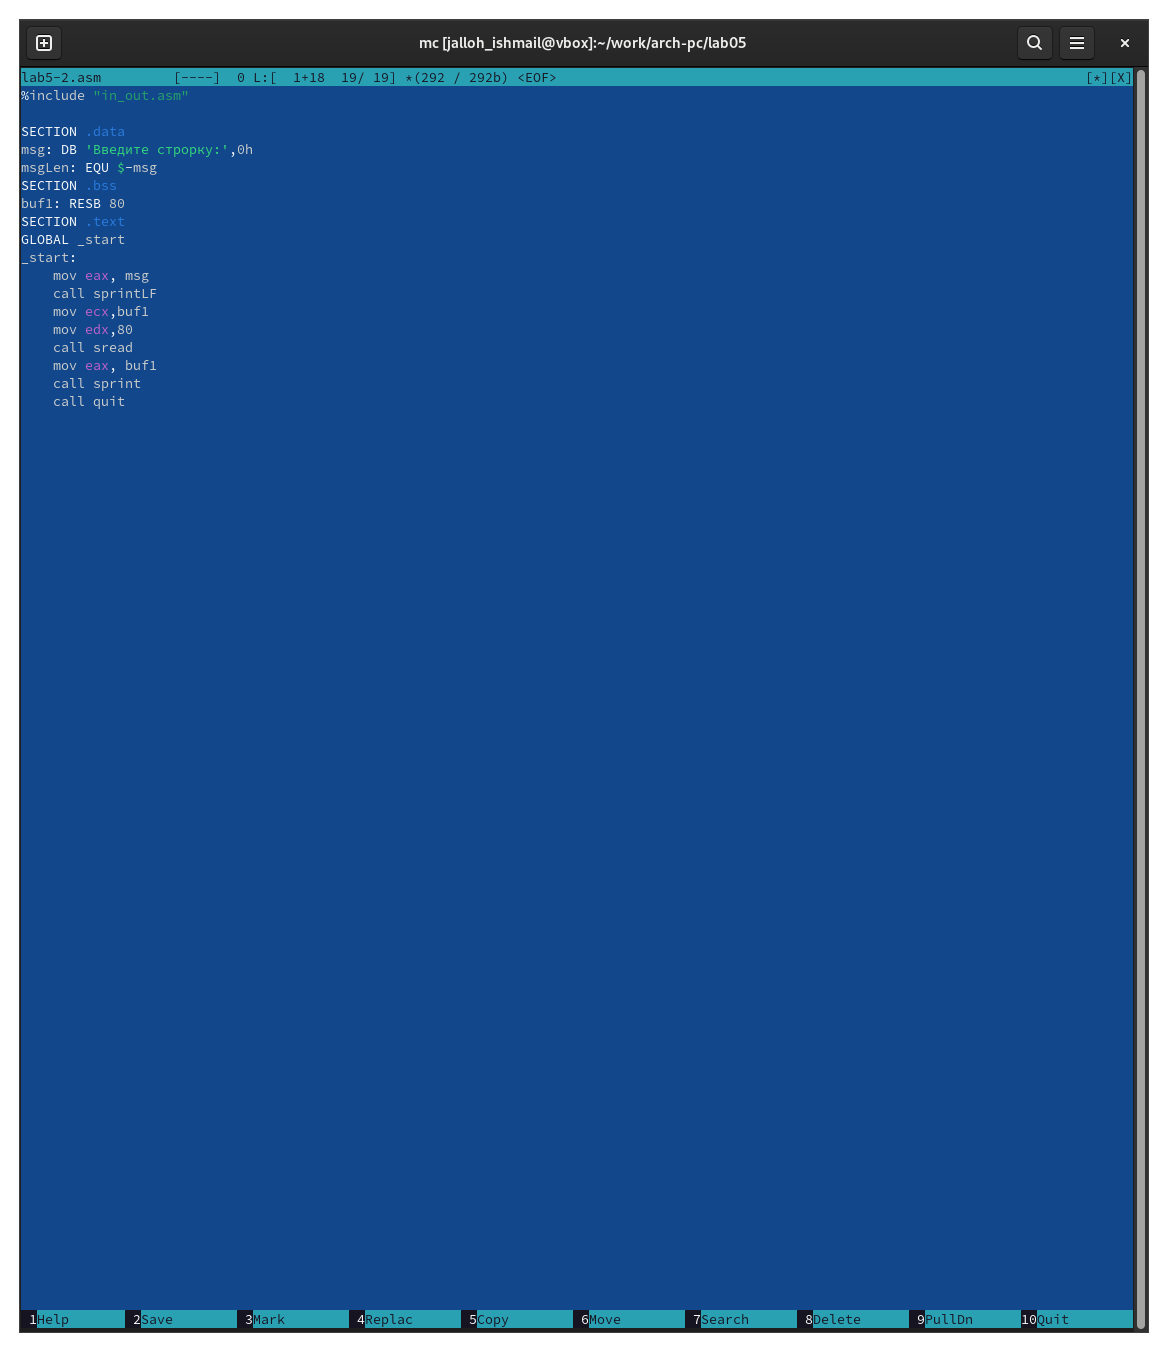 mc [jalloh_ishmail@vbox]:~/work/arch-pc/lab05
lab5-2.asm         [----]  0 L:[  1+18  19/ 19] *(292 / 292b) <EOF>                                                                  [*][X]
%include "in_out.asm"
SECTION .data
msg: DB 'Введите строрку:',0h
msgLen: EQU $-msg
SECTION .bss
buf1: RESB 80
SECTION .text
GLOBAL _start
_start:
    mov eax, msg
    call sprintLF
    mov ecx,buf1
    mov edx,80
    call sread
    mov eax, buf1
    call sprint
    call quit
1Help 2Save 3Mark 4Replac 5Copy 6Move 7Search 8Delete 9PullDn 10Quit